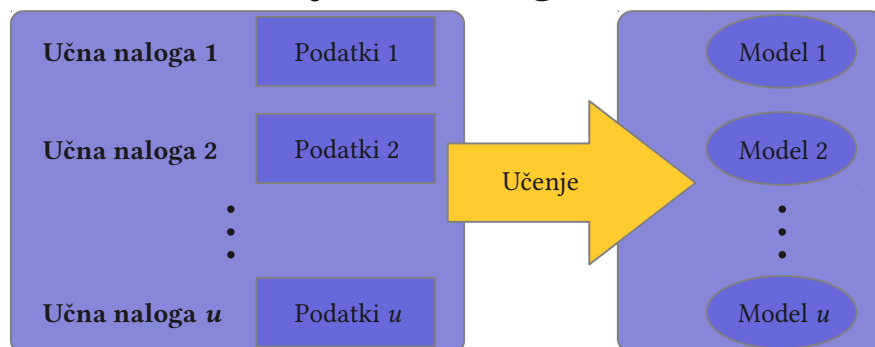 Učna naloga 1 Podatki 1 Model 1
Učna naloga 2 Podatki 2 Model 2
Učenje
Učna naloga u Podatki u Model u